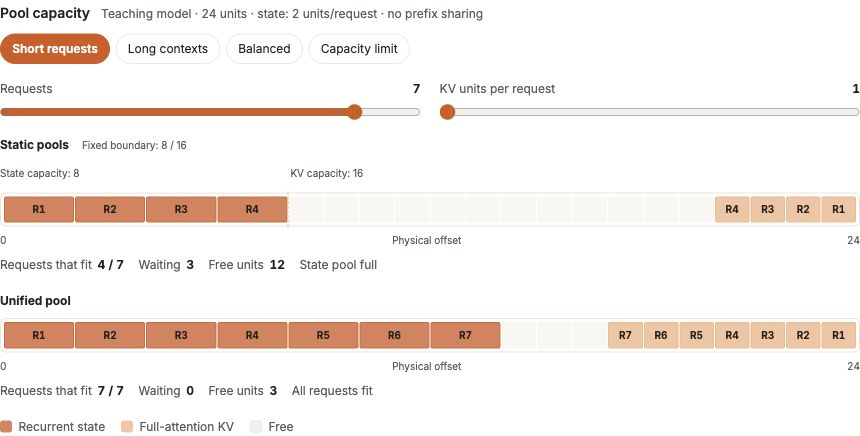 Pool capacity Teaching model · 24 units · state: 2 units/request · no prefix sharing
Short requests Long contexts Balanced Capacity limit
Requests 7 KV units per request 1
Static pools Fixed boundary: 8 / 16
State capacity: 8 KV capacity: 16
R1 R2 R3 R4 R4 R3 R2 R1
0 Physical offset 24
Requests that fit 4 / 7 Waiting 3 Free units 12 State pool full
Unified pool
R1 R2 R3 R4 R5 R6 R7 R7 R6 R5 R4 R3 R2 R1
0 Physical offset 24
Requests that fit 7 / 7 Waiting 0 Free units 3 All requests fit
Recurrent state Full-attention KV Free